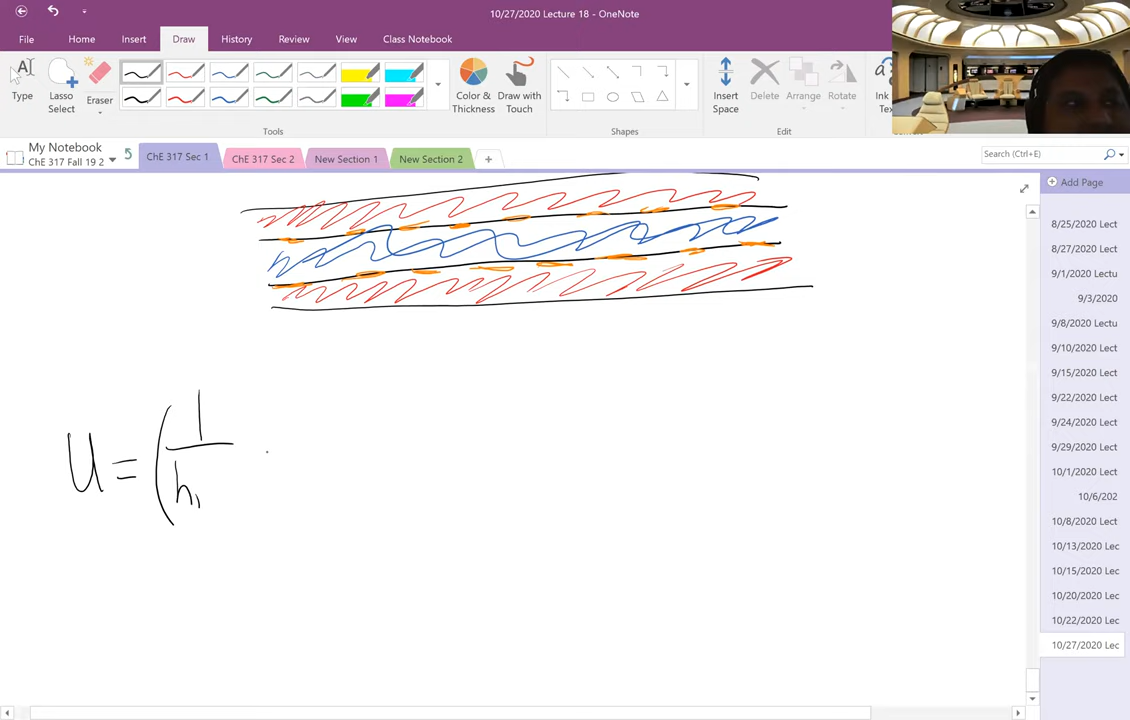 10/27/2020 Lecture 18 - OneNote
File Home Insert Draw History Review View Class Notebook
Type
Lasso Select
Eraser
Color & Thickness
Draw with Touch
Insert Space
Delete
Arrange
Rotate
Ink
Tex
Tools
Shapes
Edit
My Notebook
ChE 317 Fall 19 2
ChE 317 Sec 1
ChE 317 Sec 2
New Section 1
New Section 2
+
Search (Ctrl+E)
Add Page
8/25/2020 Lect
8/27/2020 Lect
9/1/2020 Lectu
9/3/2020
9/8/2020 Lectu
9/10/2020 Lect
9/15/2020 Lect
9/22/2020 Lect
9/24/2020 Lect
9/29/2020 Lect
10/1/2020 Lect
10/6/202
10/8/2020 Lect
10/13/2020 Lec
10/15/2020 Lec
10/20/2020 Lec
10/22/2020 Lec
10/27/2020 Lec
U = ( 1 / h₁